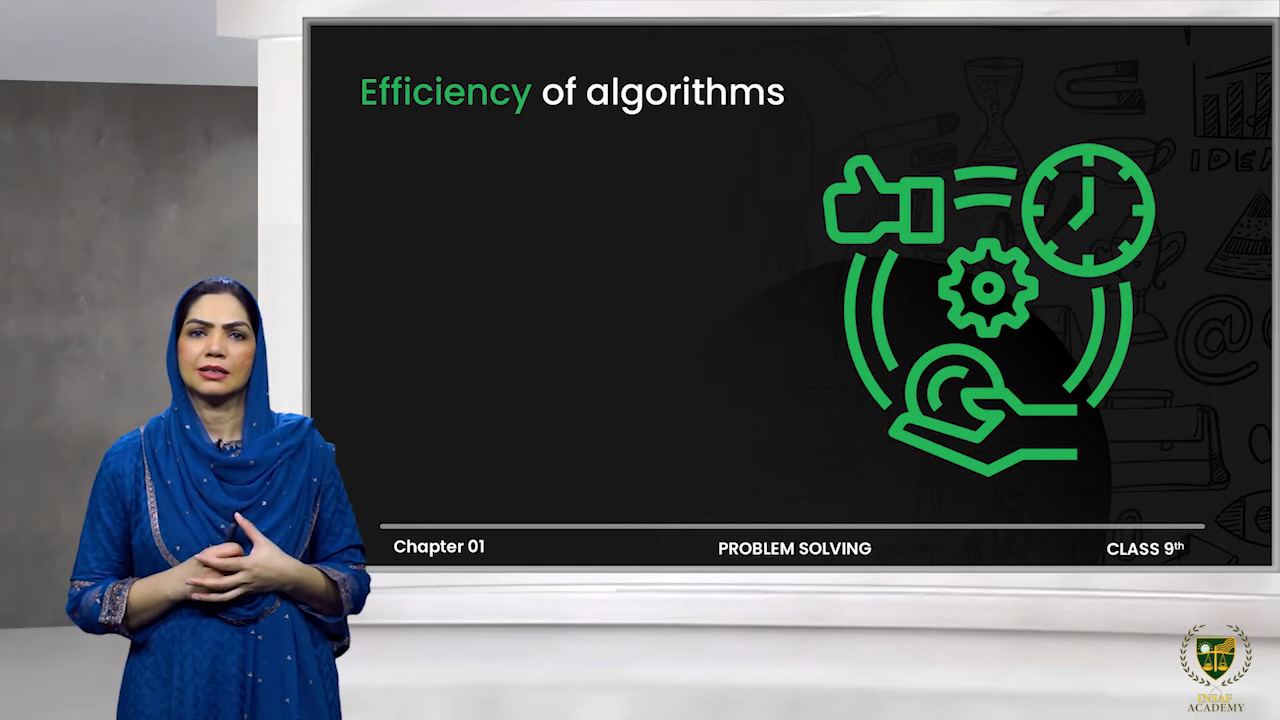 Efficiency of algorithms
IDEA
Chapter 01
PROBLEM SOLVING
CLASS 9th
INSAF
ACADEMY